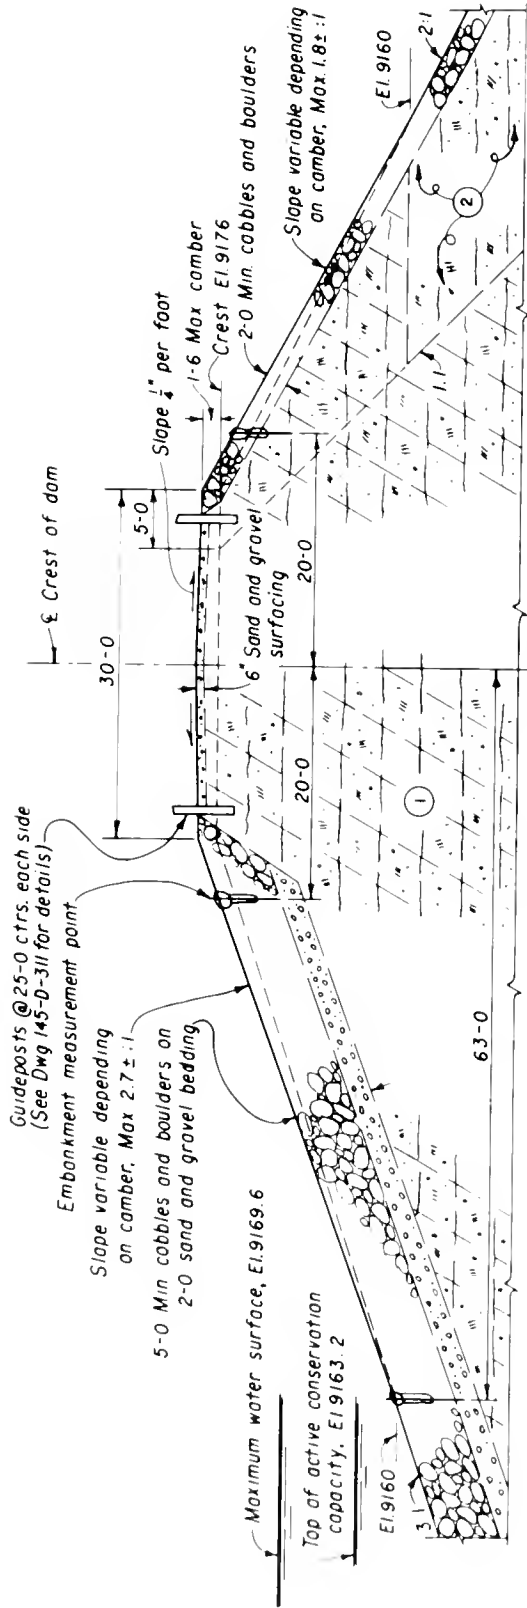 Guideposts @ 25-0 ctrs. each side
(See Dwg 145-D-311 for details)
Embankment measurement point
Slope variable depending
on camber, Max 2.7± :1
5-0 Min cobbles and boulders on
2-0 sand and gravel bedding
Maximum water surface, El.9169.6
Top of active conservation
capacity, El 9163.2
El.9160
3:1
63-0
℄ Crest of dam
30-0
5-0
Slope 1/4" per foot
1-6 Max camber
Crest El.9176
2-0 Min. cobbles and boulders
Slope variable depending
on camber, Max 1.8± :1
El.9160
2:1
6" Sand and gravel
surfacing
20-0
20-0
1
1:1
2